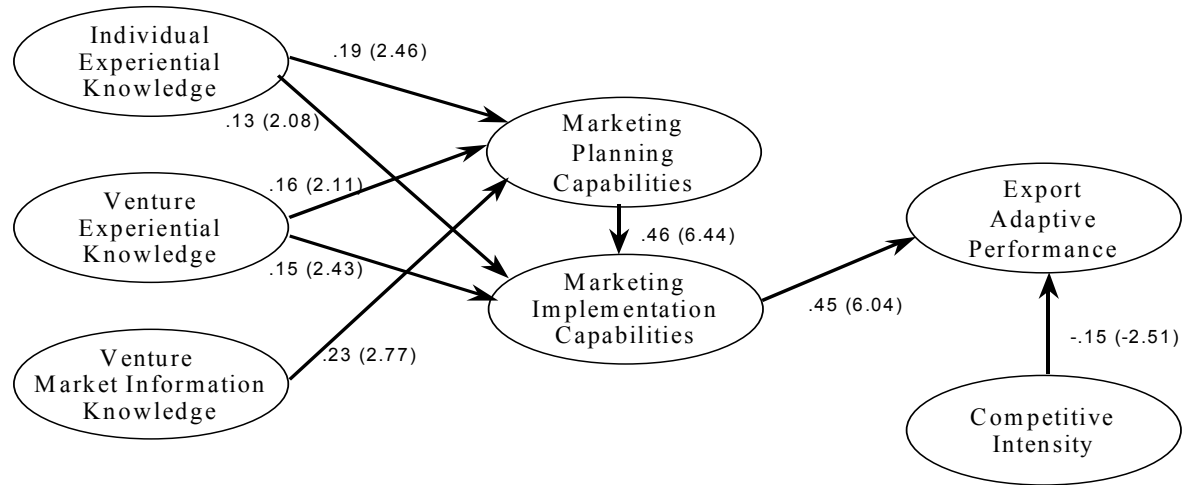 Individual
Experiential
Knowledge
.19 (2.46)
.13 (2.08)
Marketing
Planning
Capabilities
Venture
Experiential
Knowledge
.16 (2.11)
.15 (2.43)
.46 (6.44)
Export
Adaptive
Performance
Marketing
Implementation
Capabilities
.45 (6.04)
Venture
Market Information
Knowledge
.23 (2.77)
-.15 (-2.51)
Competitive
Intensity